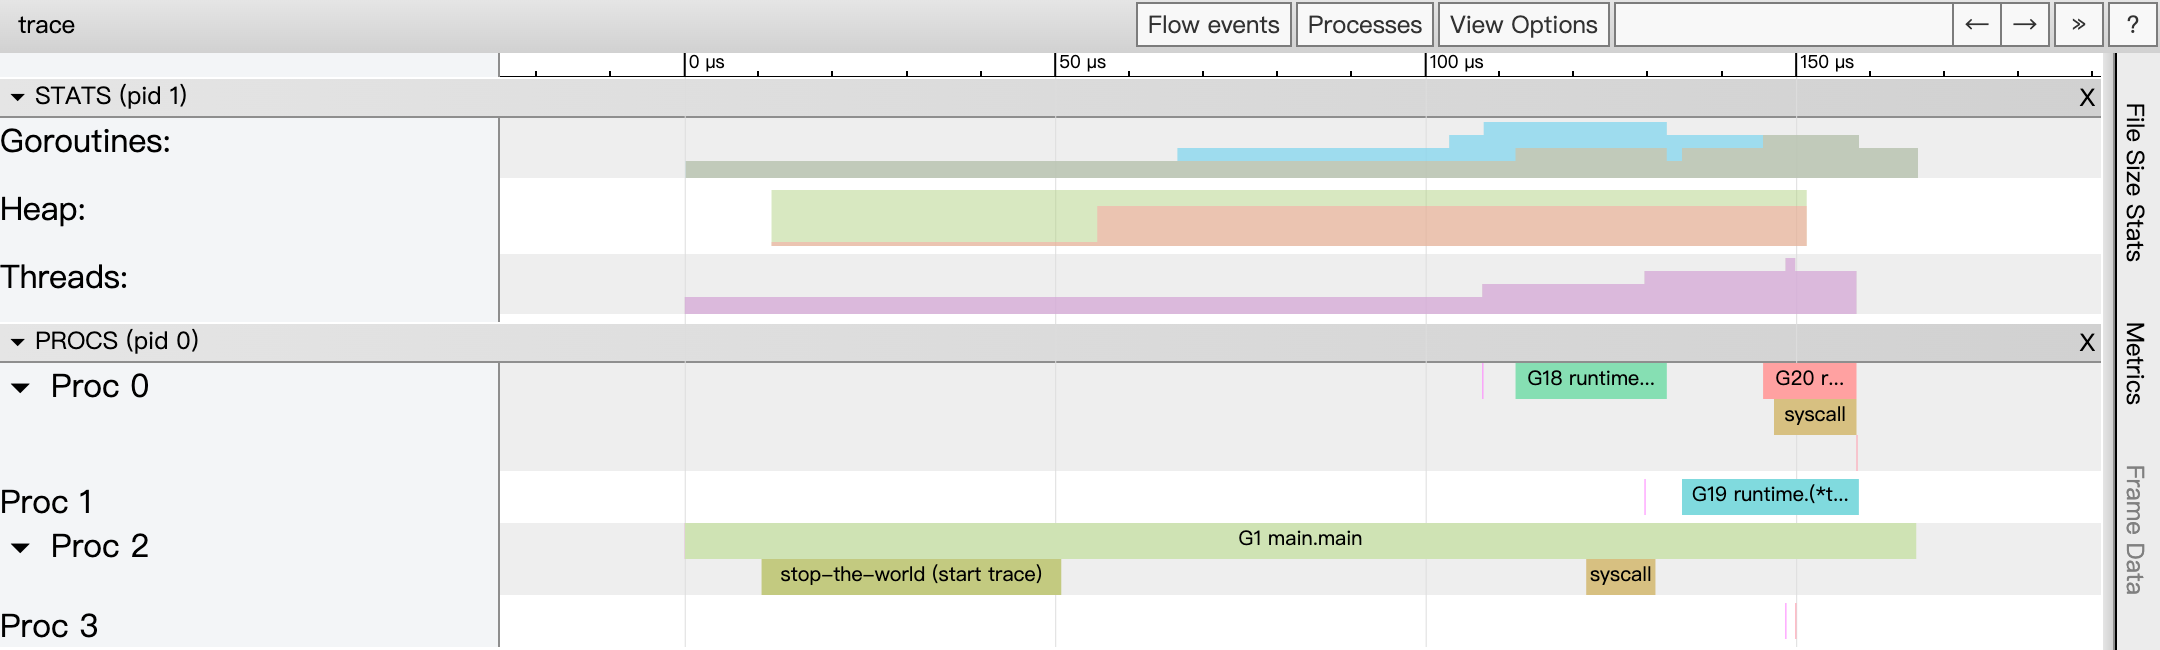 trace
Flow events Processes View Options ← → » ?
0 μs 50 μs 100 μs 150 μs
STATS (pid 1) X
Goroutines:
Heap:
Threads:
PROCS (pid 0) X
Proc 0
G18 runtime... G20 r...
syscall
Proc 1
G19 runtime.(*t...
Proc 2
G1 main.main
stop-the-world (start trace) syscall
Proc 3
File Size Stats
Metrics
Frame Data